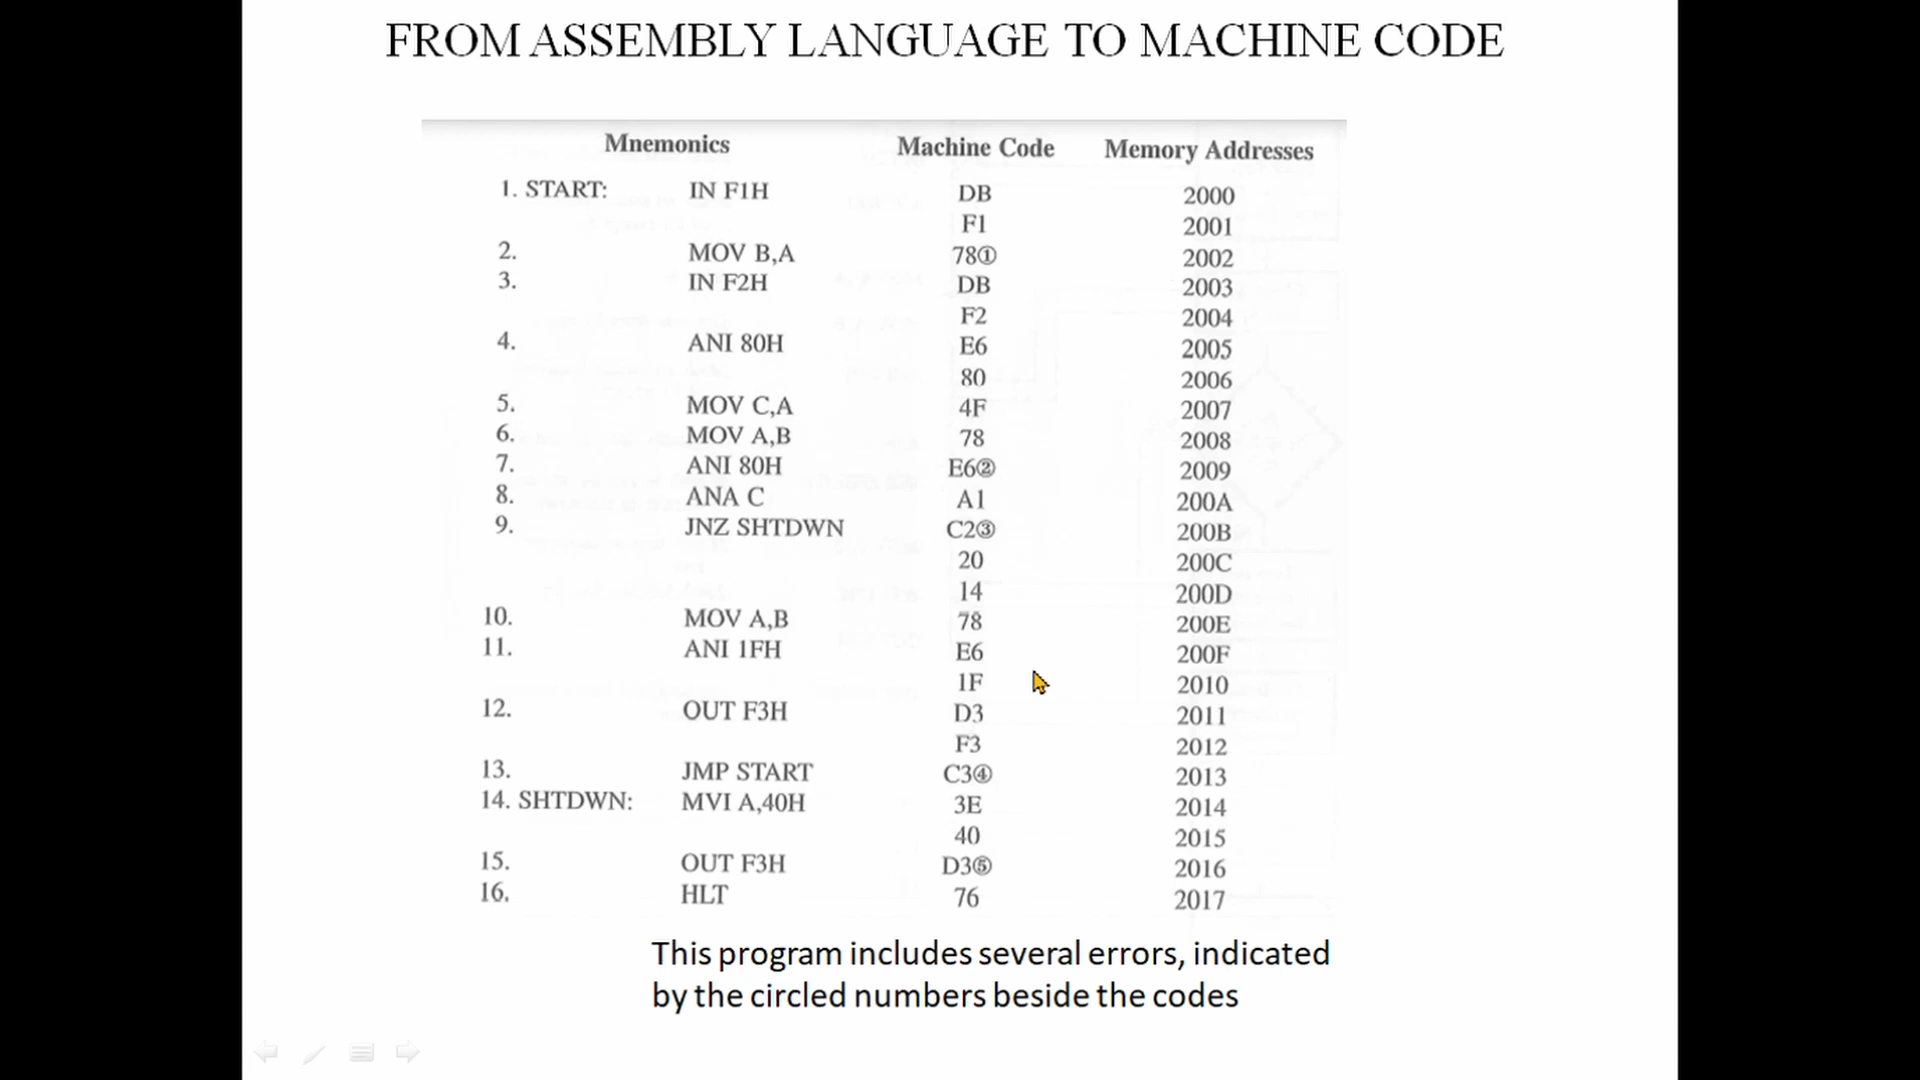 FROM ASSEMBLY LANGUAGE TO MACHINE CODE
Mnemonics Machine Code Memory Addresses
1. START: IN F1H DB 2000
F1 2001
2. MOV B,A 78① 2002
3. IN F2H DB 2003
F2 2004
4. ANI 80H E6 2005
80 2006
5. MOV C,A 4F 2007
6. MOV A,B 78 2008
7. ANI 80H E6② 2009
8. ANA C A1 200A
9. JNZ SHTDWN C2③ 200B
20 200C
14 200D
10. MOV A,B 78 200E
11. ANI 1FH E6 200F
1F 2010
12. OUT F3H D3 2011
F3 2012
13. JMP START C3④ 2013
14. SHTDWN: MVI A,40H 3E 2014
40 2015
15. OUT F3H D3⑤ 2016
16. HLT 76 2017
This program includes several errors, indicated
by the circled numbers beside the codes